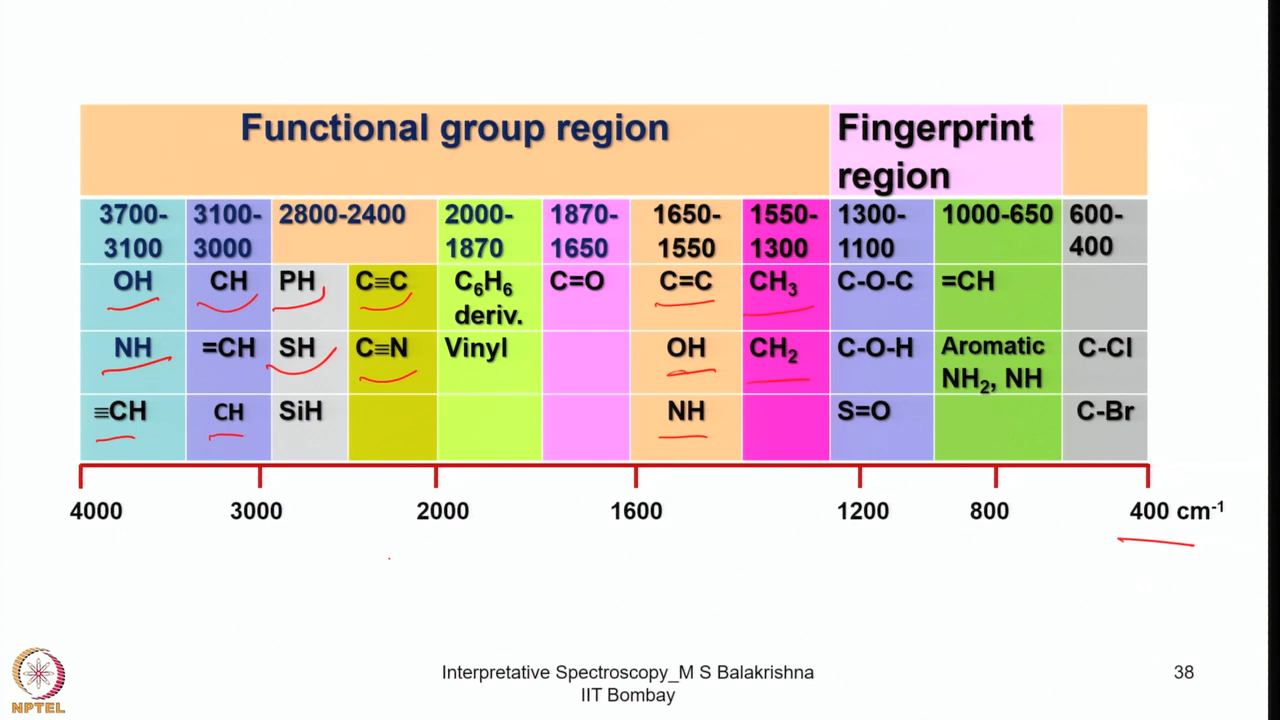 Functional group region Fingerprint
region
3700- 3100- 2800-2400 2000- 1870- 1650- 1550- 1300- 1000-650 600-
3100 3000 1870 1650 1550 1300 1100 400
OH CH PH C≡C C₆H₆ C=O C=C CH₃ C-O-C =CH
deriv.
NH =CH SH C≡N Vinyl OH CH₂ C-O-H Aromatic C-Cl
NH₂, NH
≡CH CH SiH NH S=O C-Br
4000 3000 2000 1600 1200 800 400 cm⁻¹
Interpretative Spectroscopy_M S Balakrishna 38
IIT Bombay
NPTEL